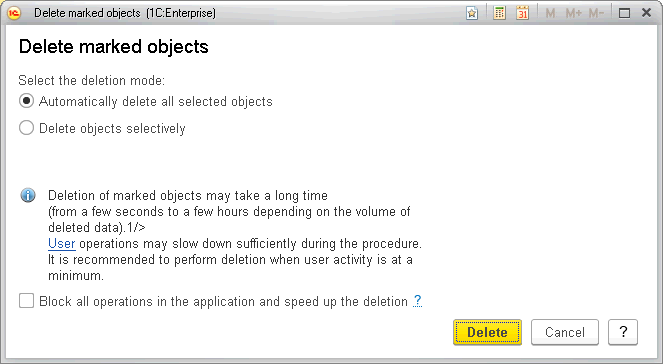 Delete marked objects (1C:Enterprise)
31 M M+ M-
Delete marked objects
Select the deletion mode:
Automatically delete all selected objects
Delete objects selectively
Deletion of marked objects may take a long time
(from a few seconds to a few hours depending on the volume of
deleted data).1/>
User operations may slow down sufficiently during the procedure.
It is recommended to perform deletion when user activity is at a
minimum.
Block all operations in the application and speed up the deletion ?
Delete Cancel ?